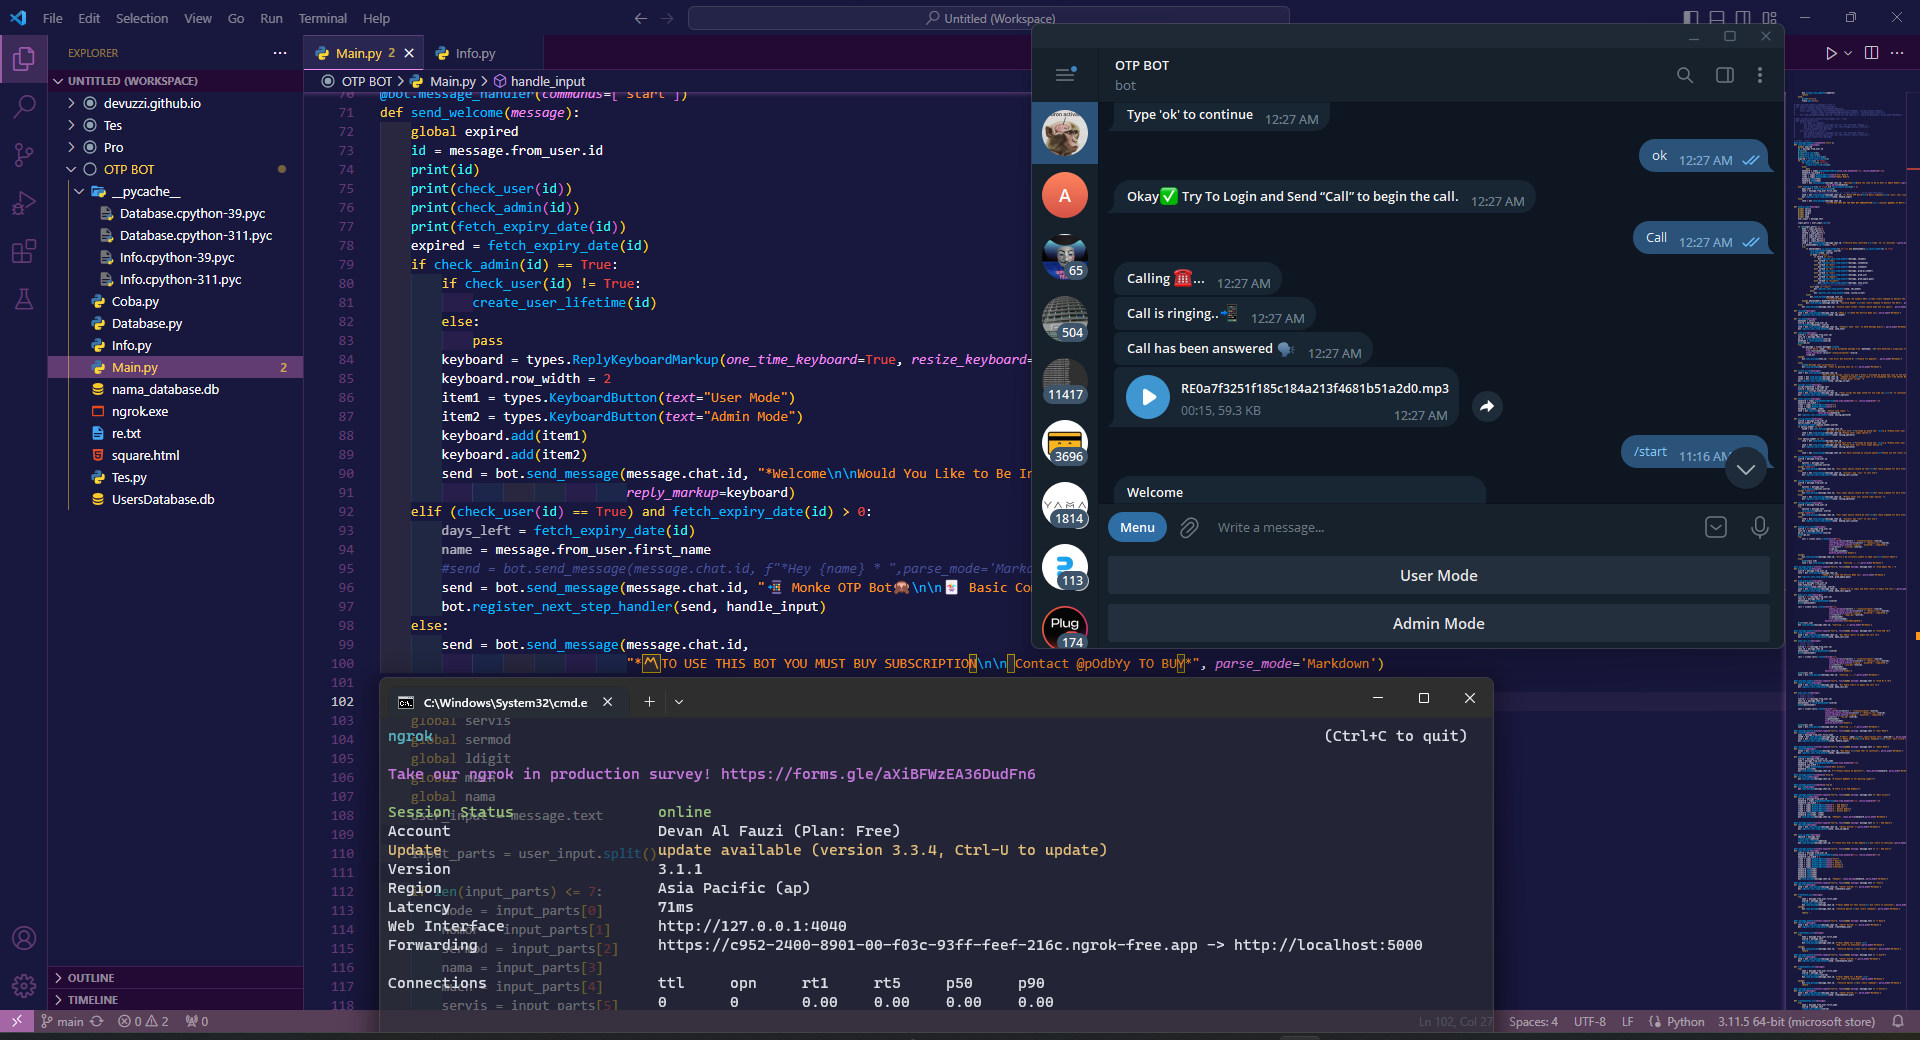 File Edit Selection View Go Run Terminal Help
Untitled (Workspace)
EXPLORER
UNTITLED (WORKSPACE)
devuzzi.github.io
Tes
Pro
OTP BOT
__pycache__
Database.cpython-39.pyc
Database.cpython-311.pyc
Info.cpython-39.pyc
Info.cpython-311.pyc
Coba.py
Database.py
Info.py
Main.py 2
nama_database.db
ngrok.exe
re.txt
square.html
Tes.py
UsersDatabase.db
OUTLINE
TIMELINE
Main.py 2
Info.py
OTP BOT > Main.py > handle_input
@bot.message_handler(commands=['start'])
71 def send_welcome(message):
72 global expired
73 id = message.from_user.id
74 print(id)
75 print(check_user(id))
76 print(check_admin(id))
77 print(fetch_expiry_date(id))
78 expired = fetch_expiry_date(id)
79 if check_admin(id) == True:
80 if check_user(id) != True:
81 create_user_lifetime(id)
82 else:
83 pass
84 keyboard = types.ReplyKeyboardMarkup(one_time_keyboard=True, resize_keyboard=
85 keyboard.row_width = 2
86 item1 = types.KeyboardButton(text="User Mode")
87 item2 = types.KeyboardButton(text="Admin Mode")
88 keyboard.add(item1)
89 keyboard.add(item2)
90 send = bot.send_message(message.chat.id, "*Welcome\n\nWould You Like to Be In
91 reply_markup=keyboard)
92 elif (check_user(id) == True) and fetch_expiry_date(id) > 0:
93 days_left = fetch_expiry_date(id)
94 name = message.from_user.first_name
95 #send = bot.send_message(message.chat.id, f"*Hey {name} * ",parse_mode='Marko
96 send = bot.send_message(message.chat.id, "📲 Monke OTP Bot🙈\n\n🃏 Basic Co
97 bot.register_next_step_handler(send, handle_input)
98 else:
99 send = bot.send_message(message.chat.id,
100 "*TO USE THIS BOT YOU MUST BUY SUBSCRIPTION\n\n Contact @pOdbYy TO BUY*", parse_mode='Markdown')
101
102
103 global servis
104 global sermod
105 global ldigit
106
107 global nama
108 message.text
109
110 input_parts = user_input.split()
111
112 len(input_parts) <= 7:
113 mode = input_parts[0]
114 input_parts[1]
115 sermod = input_parts[2]
116 nama = input_parts[3]
117 = input_parts[4]
118 servis = input_parts[5]
OTP BOT
bot
Type 'ok' to continue 12:27 AM
ok 12:27 AM
Okay✅ Try To Login and Send “Call” to begin the call. 12:27 AM
Call 12:27 AM
Calling ☎️... 12:27 AM
Call is ringing..📲 12:27 AM
Call has been answered 🗣 12:27 AM
RE0a7f3251f185c184a213f4681b51a2d0.mp3
00:15, 59.3 KB 12:27 AM
/start 11:16 AM
Welcome
Menu Write a message...
User Mode
Admin Mode
A
65
504
11417
3696
YAMA
1814
113
Plug
174
C:\Windows\System32\cmd.e
ngrok (Ctrl+C to quit)
Take our ngrok in production survey! https://forms.gle/aXiBFWzEA36DudFn6
Session Status online
Account Devan Al Fauzi (Plan: Free)
Update update available (version 3.3.4, Ctrl-U to update)
Version 3.1.1
Region Asia Pacific (ap)
Latency 71ms
Web Interface http://127.0.0.1:4040
Forwarding https://c952-2400-8901-00-f03c-93ff-feef-216c.ngrok-free.app -> http://localhost:5000
Connections ttl opn rt1 rt5 p50 p90
0 0 0.00 0.00 0.00 0.00
main 0 2 0
Ln 102, Col 27 Spaces: 4 UTF-8 LF Python 3.11.5 64-bit (microsoft store)